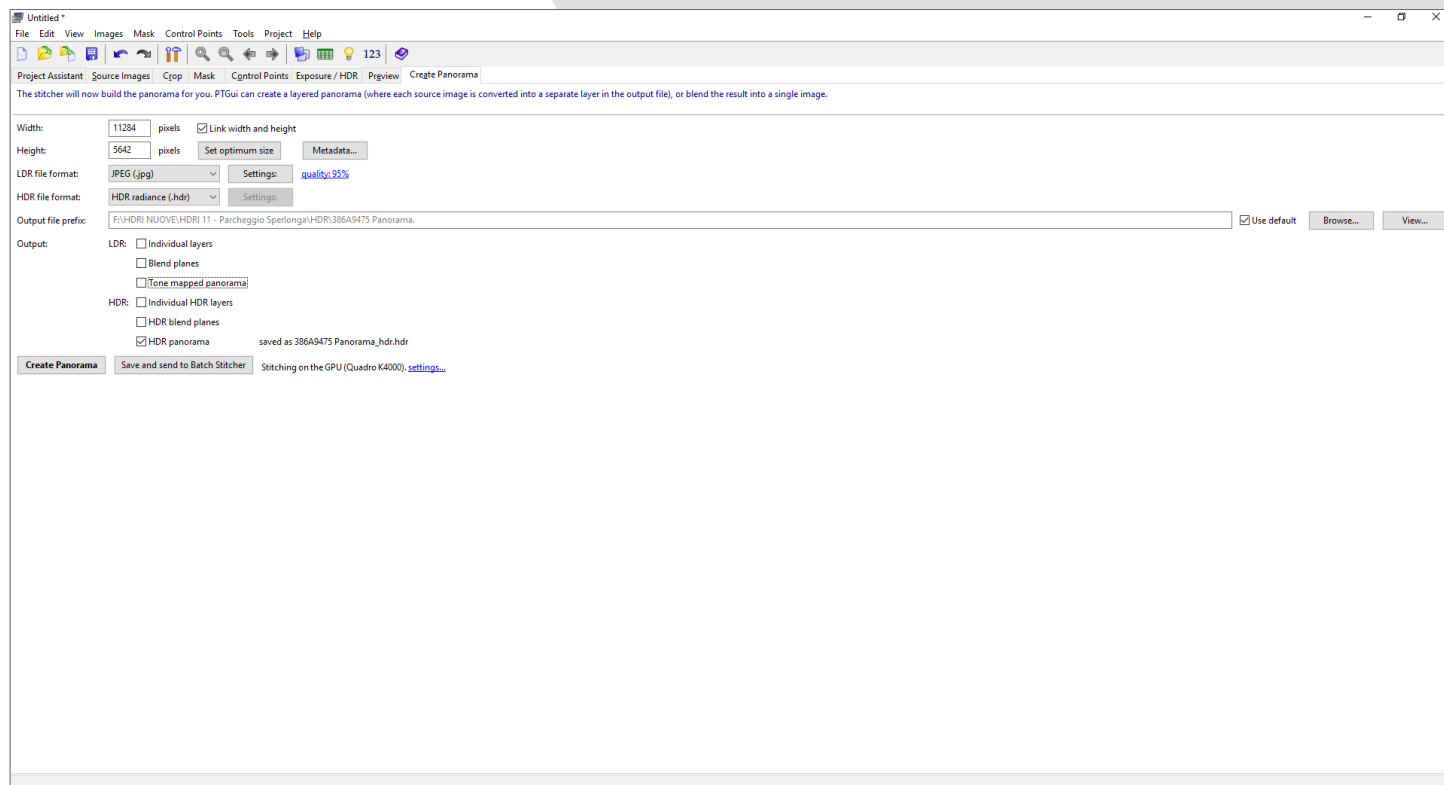 Untitled *
File Edit View Images Mask Control Points Tools Project Help
123
Project Assistant Source Images Crop Mask Control Points Exposure / HDR Preview Create Panorama
The stitcher will now build the panorama for you. PTGui can create a layered panorama (where each source image is converted into a separate layer in the output file), or blend the result into a single image.
Width: 11284 pixels Link width and height
Height: 5642 pixels Set optimum size Metadata...
LDR file format: JPEG (.jpg) Settings: quality: 95%
HDR file format: HDR radiance (.hdr) Settings:
Output file prefix: F:\HDRI NUOVE\HDRI 11 - Parcheggio Sperlonga\HDR\386A9475 Panorama. Use default Browse... View...
Output: LDR: Individual layers
Blend planes
Tone mapped panorama
HDR: Individual HDR layers
HDR blend planes
HDR panorama saved as 386A9475 Panorama_hdr.hdr
Create Panorama Save and send to Batch Stitcher Stitching on the GPU (Quadro K4000). settings...